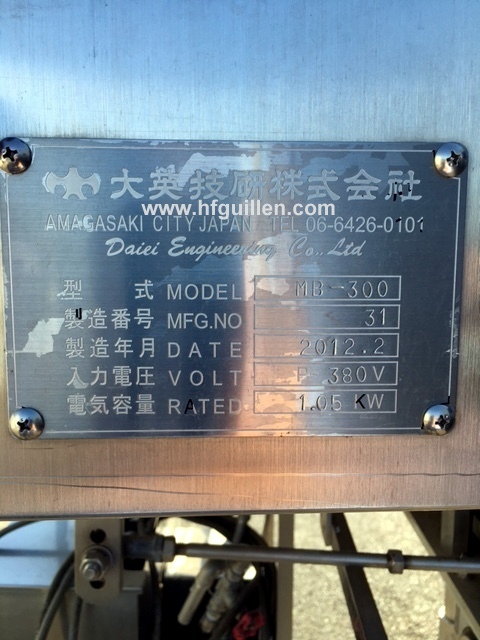 大英技研株式会社
www.hfguillen.com
AMAGASAKI CITY JAPAN TEL 06-6426-0101
Daiei Engineering Co., Ltd
型 式 MODEL MB-300
製造番号 MFG.NO 31
製造年月 DATE 2012.2
入力電圧 VOLT P 380V
電気容量 RATED 1.05 KW